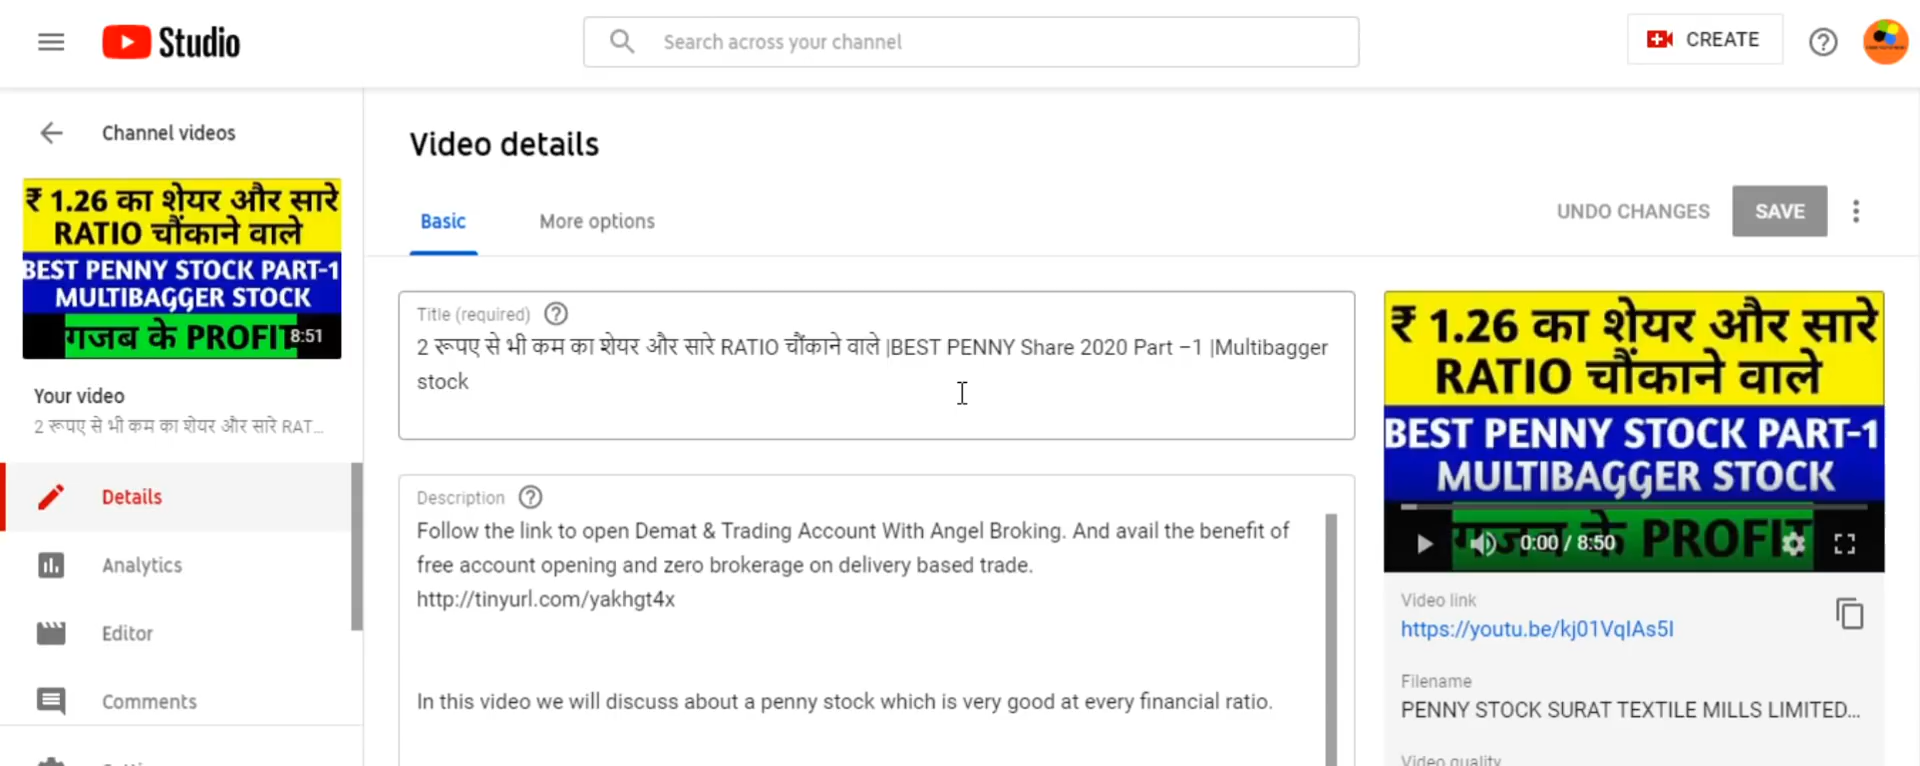 Studio
Search across your channel
CREATE
Channel videos
₹ 1.26 का शेयर और सारे
RATIO चौंकाने वाले
BEST PENNY STOCK PART-1
MULTIBAGGER STOCK
गजब के PROFIT
8:51
Your video
2 रूपए से भी कम का शेयर और सारे RAT...
Details
Analytics
Editor
Comments
Video details
Basic
More options
UNDO CHANGES
SAVE
Title (required)
2 रूपए से भी कम का शेयर और सारे RATIO चौंकाने वाले |BEST PENNY Share 2020 Part –1 |Multibagger
stock
Description
Follow the link to open Demat & Trading Account With Angel Broking. And avail the benefit of
free account opening and zero brokerage on delivery based trade.
http://tinyurl.com/yakhgt4x
In this video we will discuss about a penny stock which is very good at every financial ratio.
₹ 1.26 का शेयर और सारे
RATIO चौंकाने वाले
BEST PENNY STOCK PART-1
MULTIBAGGER STOCK
गजब के PROFIT
0:00 / 8:50
Video link
https://youtu.be/kj01VqIAs5I
Filename
PENNY STOCK SURAT TEXTILE MILLS LIMITED...
Video quality